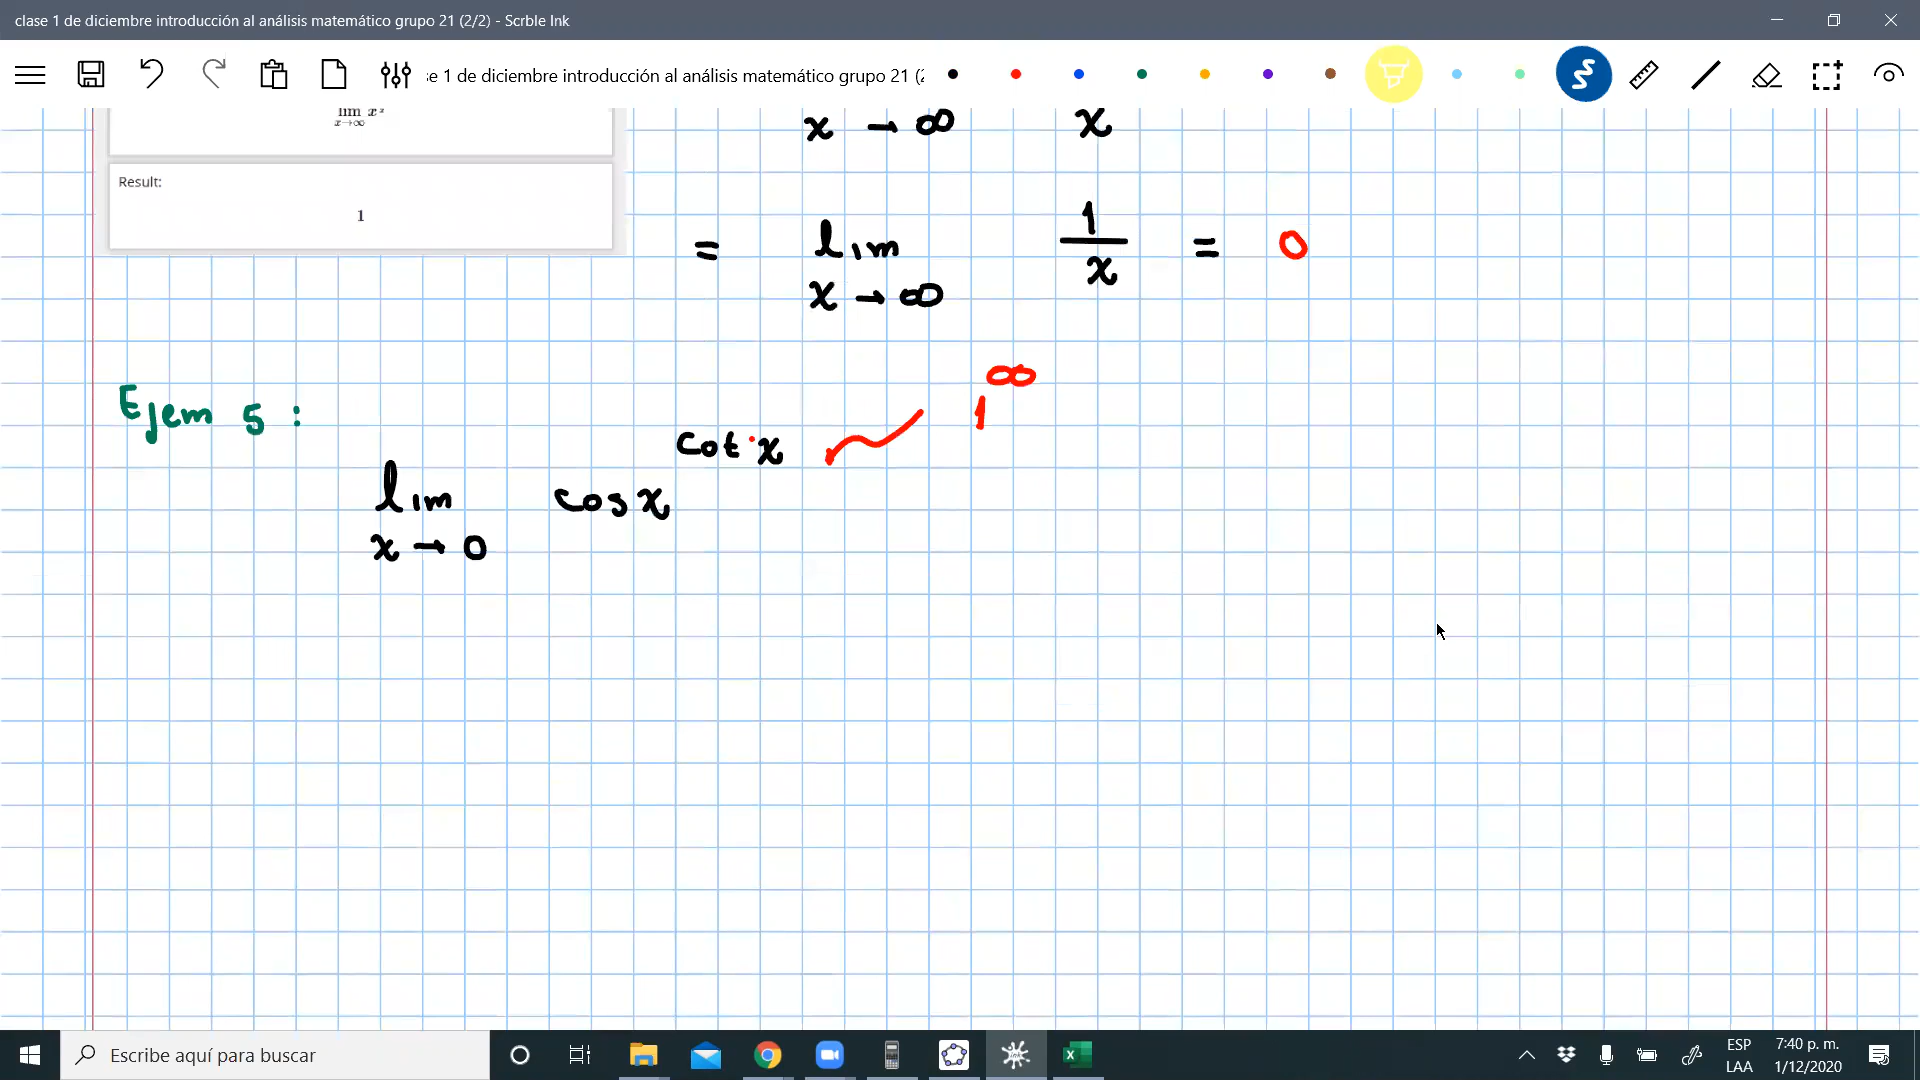 clase 1 de diciembre introducción al análisis matemático grupo 21 (2/2) - Scrble Ink
se 1 de diciembre introducción al análisis matemático grupo 21 (2
lim x
x→∞
x → ∞ x
Result:
1
= lim 1/x = 0
x → ∞
Ejem 5 :
1^∞
cot x
lim cos x
x → 0
Escribe aquí para buscar
ESP
LAA
7:40 p. m.
1/12/2020